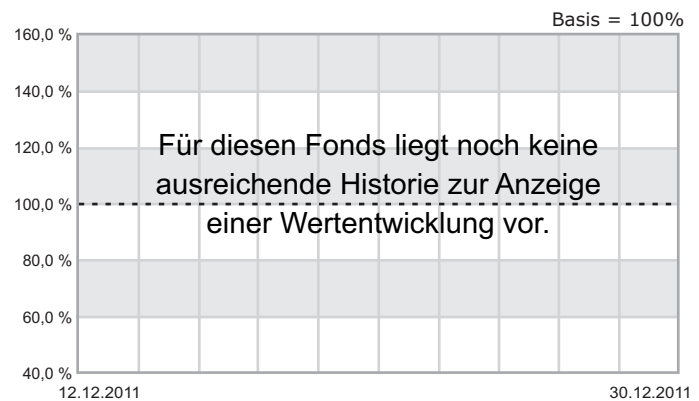 Basis = 100%
160,0 %
140,0 %
120,0 %
Für diesen Fonds liegt noch keine
ausreichende Historie zur Anzeige
100,0 %
einer Wertentwicklung vor.
80,0 %
60,0 %
40,0 %
12.12.2011 30.12.2011